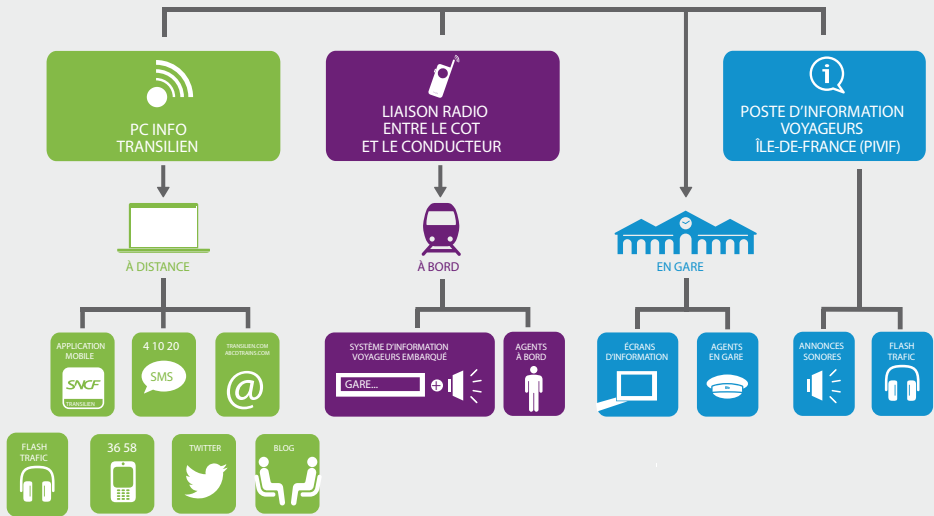 PC INFO
TRANSILIEN
LIAISON RADIO
ENTRE LE COT
ET LE CONDUCTEUR
POSTE D'INFORMATION
VOYAGEURS
ÎLE-DE-FRANCE (PIVIF)
À DISTANCE
À BORD
EN GARE
APPLICATION
MOBILE
SNCF
TRANSILIEN
4 10 20
SMS
TRANSILIEN.COM
ABCDTRAINS.COM
@
SYSTÈME D'INFORMATION
VOYAGEURS EMBARQUÉ
GARE...
AGENTS
À BORD
ÉCRANS
D'INFORMATION
AGENTS
EN GARE
ANNONCES
SONORES
FLASH
TRAFIC
FLASH
TRAFIC
36 58
TWITTER
BLOG